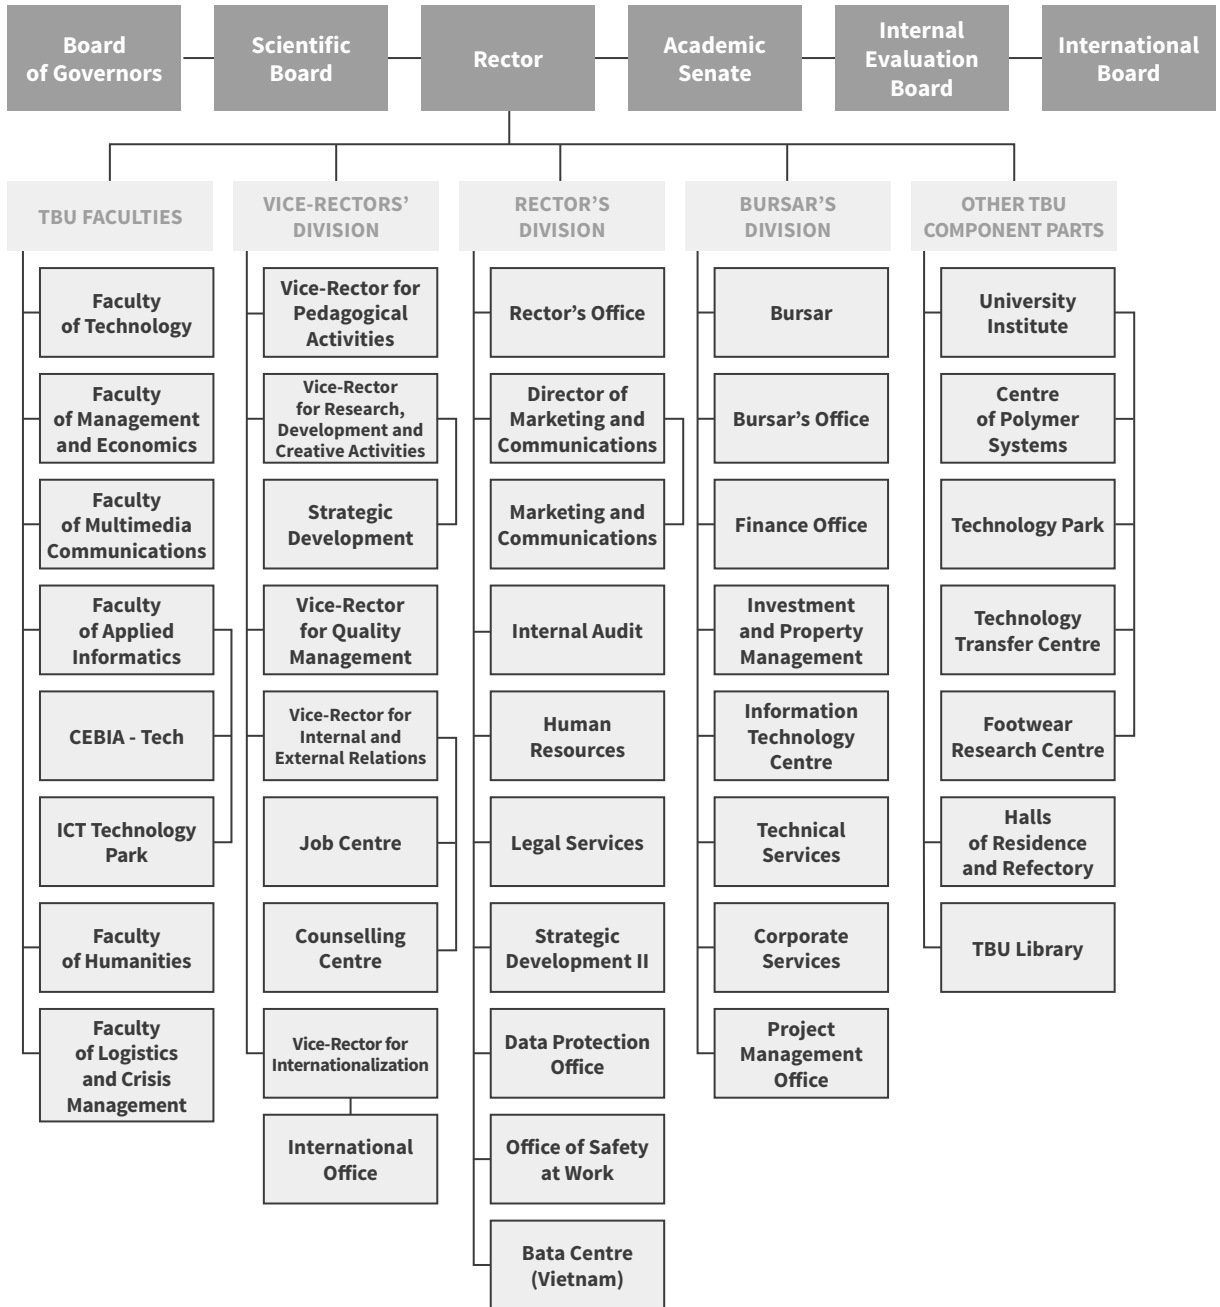 Board
of Governors
Scientific
Board
Rector
Academic
Senate
Internal
Evaluation
Board
International
Board
TBU FACULTIES
Faculty
of Technology
Faculty
of Management
and Economics
Faculty
of Multimedia
Communications
Faculty
of Applied
Informatics
CEBIA - Tech
ICT Technology
Park
Faculty
of Humanities
Faculty
of Logistics
and Crisis
Management
VICE-RECTORS’
DIVISION
Vice-Rector for
Pedagogical
Activities
Vice-Rector
for Research,
Development and
Creative Activities
Strategic
Development
Vice-Rector
for Quality
Management
Vice-Rector for
Internal and
External Relations
Job Centre
Counselling
Centre
Vice-Rector for
Internationalization
International
Office
RECTOR’S
DIVISION
Rector’s Office
Director of
Marketing and
Communications
Marketing and
Communications
Internal Audit
Human
Resources
Legal Services
Strategic
Development II
Data Protection
Office
Office of Safety
at Work
Bata Centre
(Vietnam)
BURSAR’S
DIVISION
Bursar
Bursar’s Office
Finance Office
Investment
and Property
Management
Information
Technology
Centre
Technical
Services
Corporate
Services
Project
Management
Office
OTHER TBU
COMPONENT PARTS
University
Institute
Centre
of Polymer
Systems
Technology Park
Technology
Transfer Centre
Footwear
Research Centre
Halls
of Residence
and Refectory
TBU Library